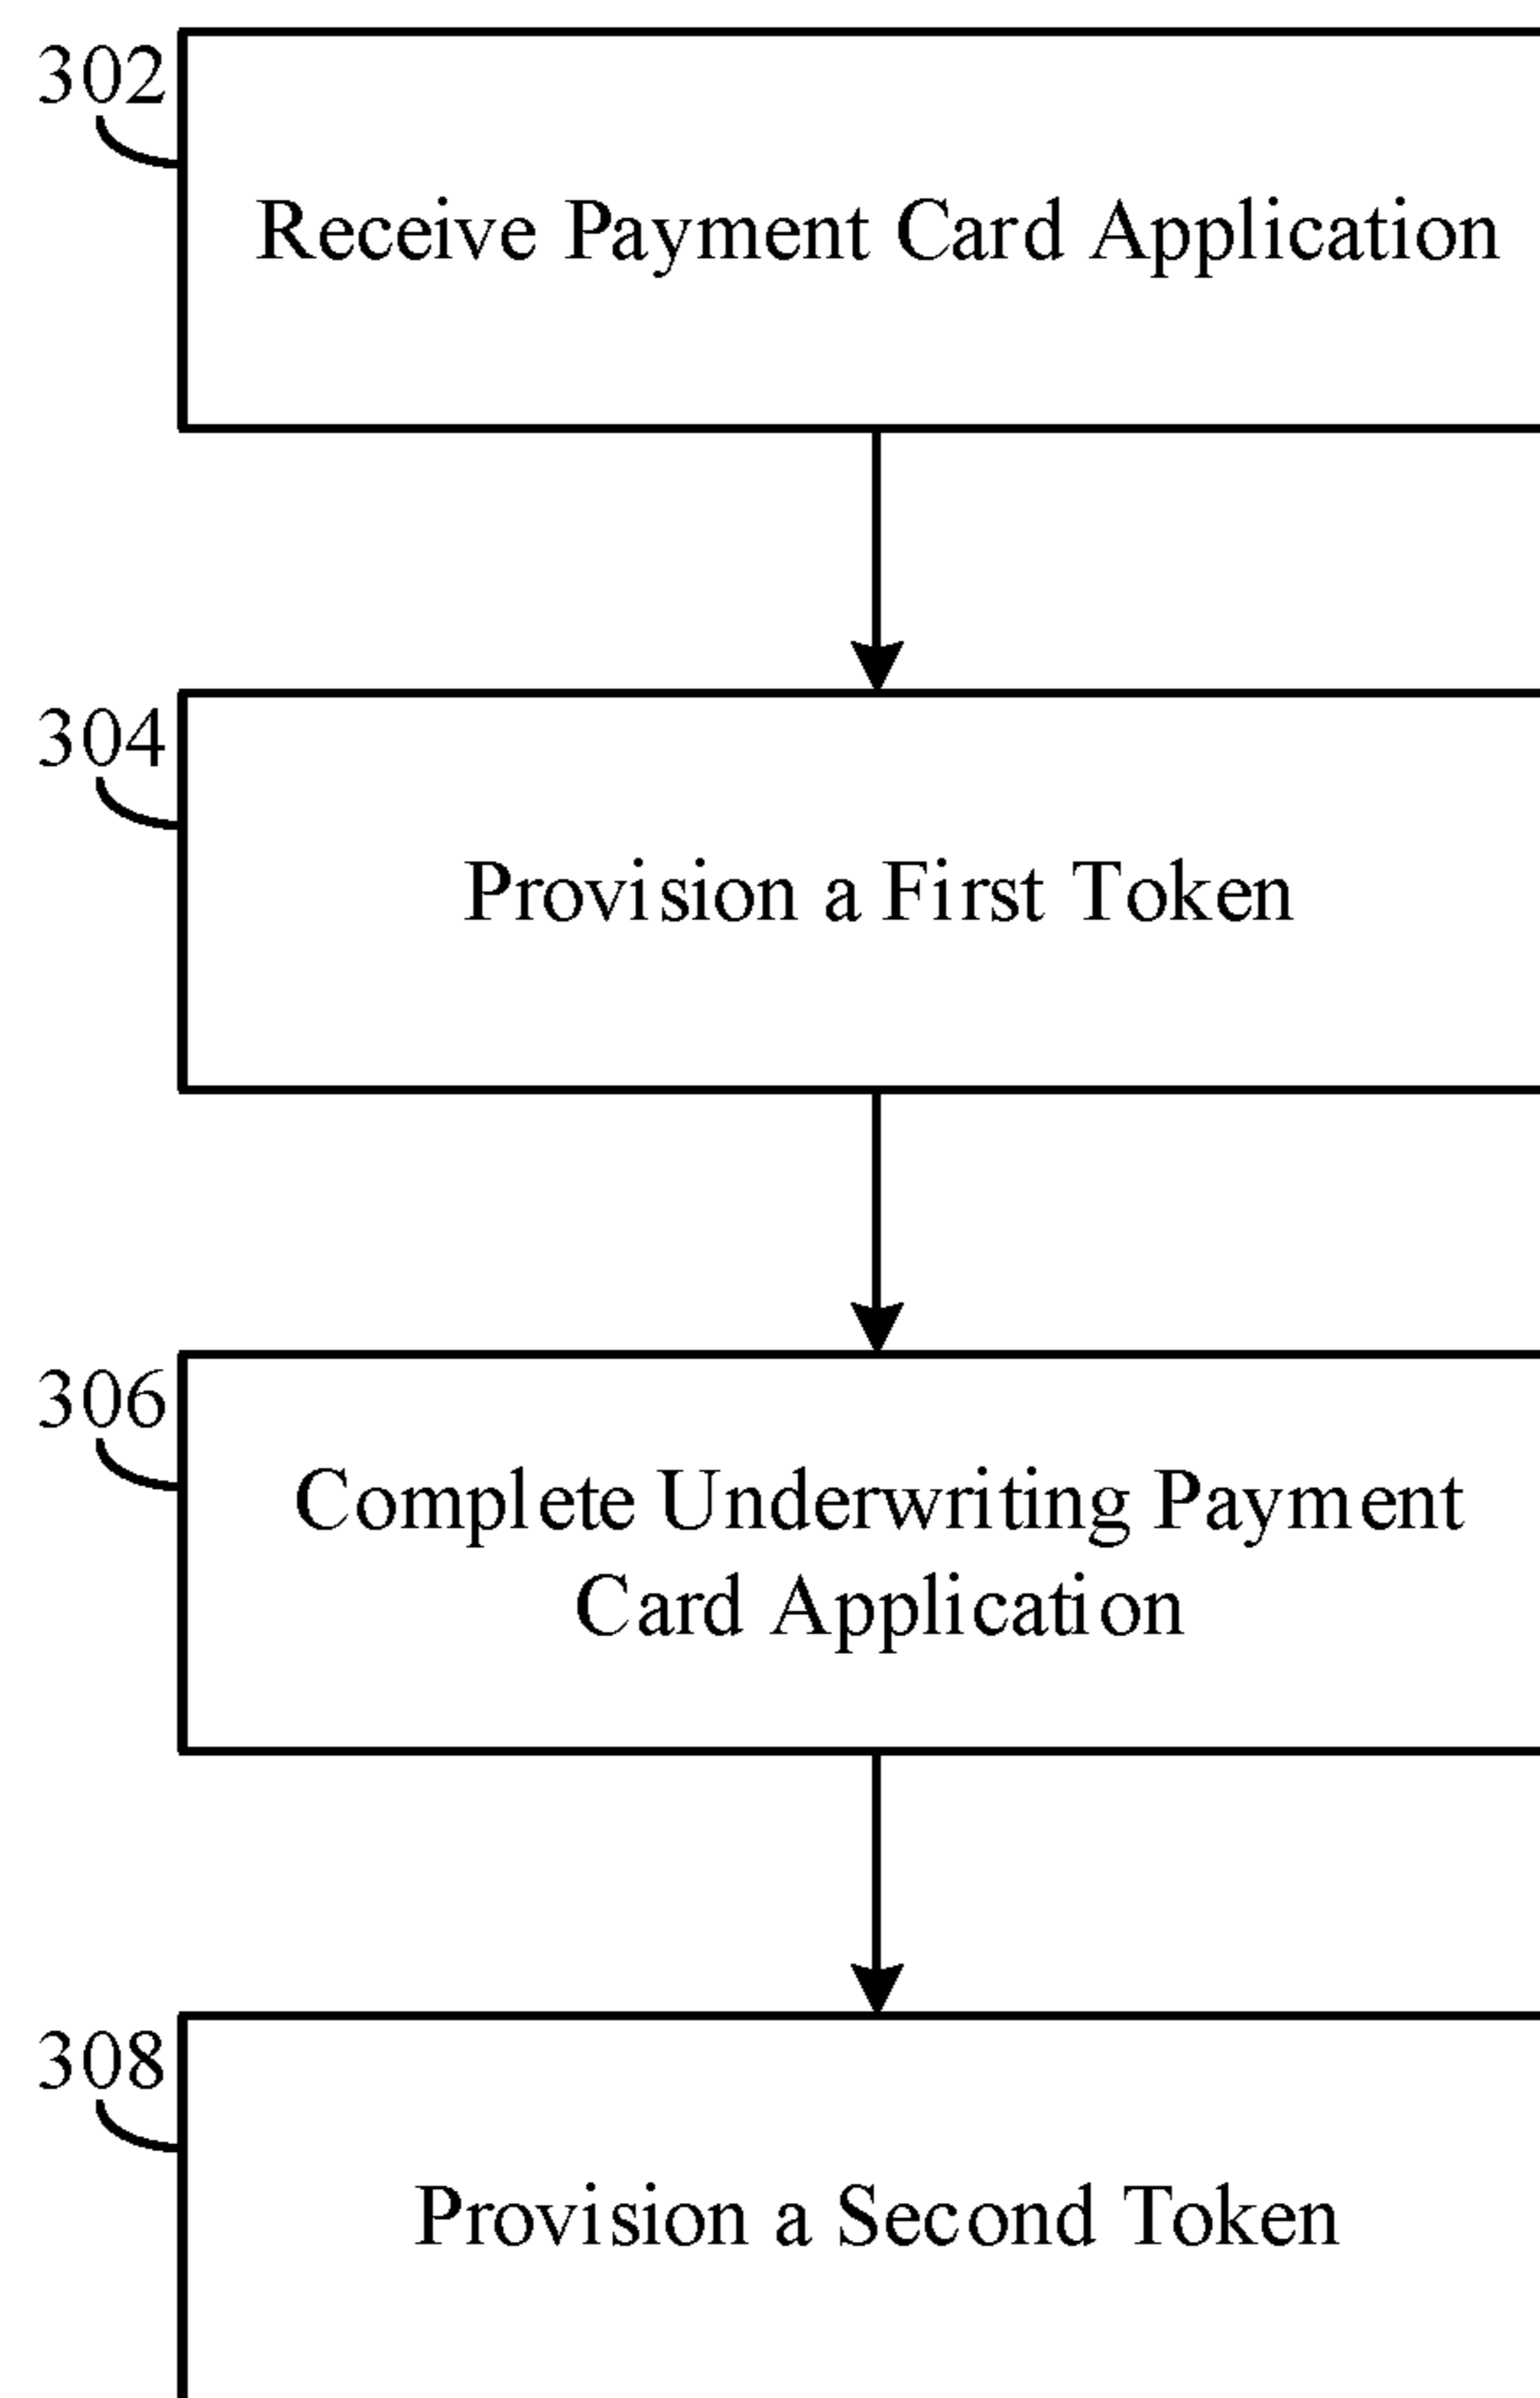 302
Receive Payment Card Application
304
Provision a First Token
306
Complete Underwriting Payment
Card Application
308
Provision a Second Token